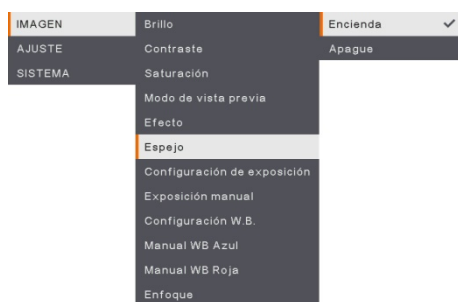 IMAGEN
AJUSTE
SISTEMA
Brillo
Contraste
Saturación
Modo de vista previa
Efecto
Espejo
Configuración de exposición
Exposición manual
Configuración W.B.
Manual WB Azul
Manual WB Roja
Enfoque
Encienda
Apague